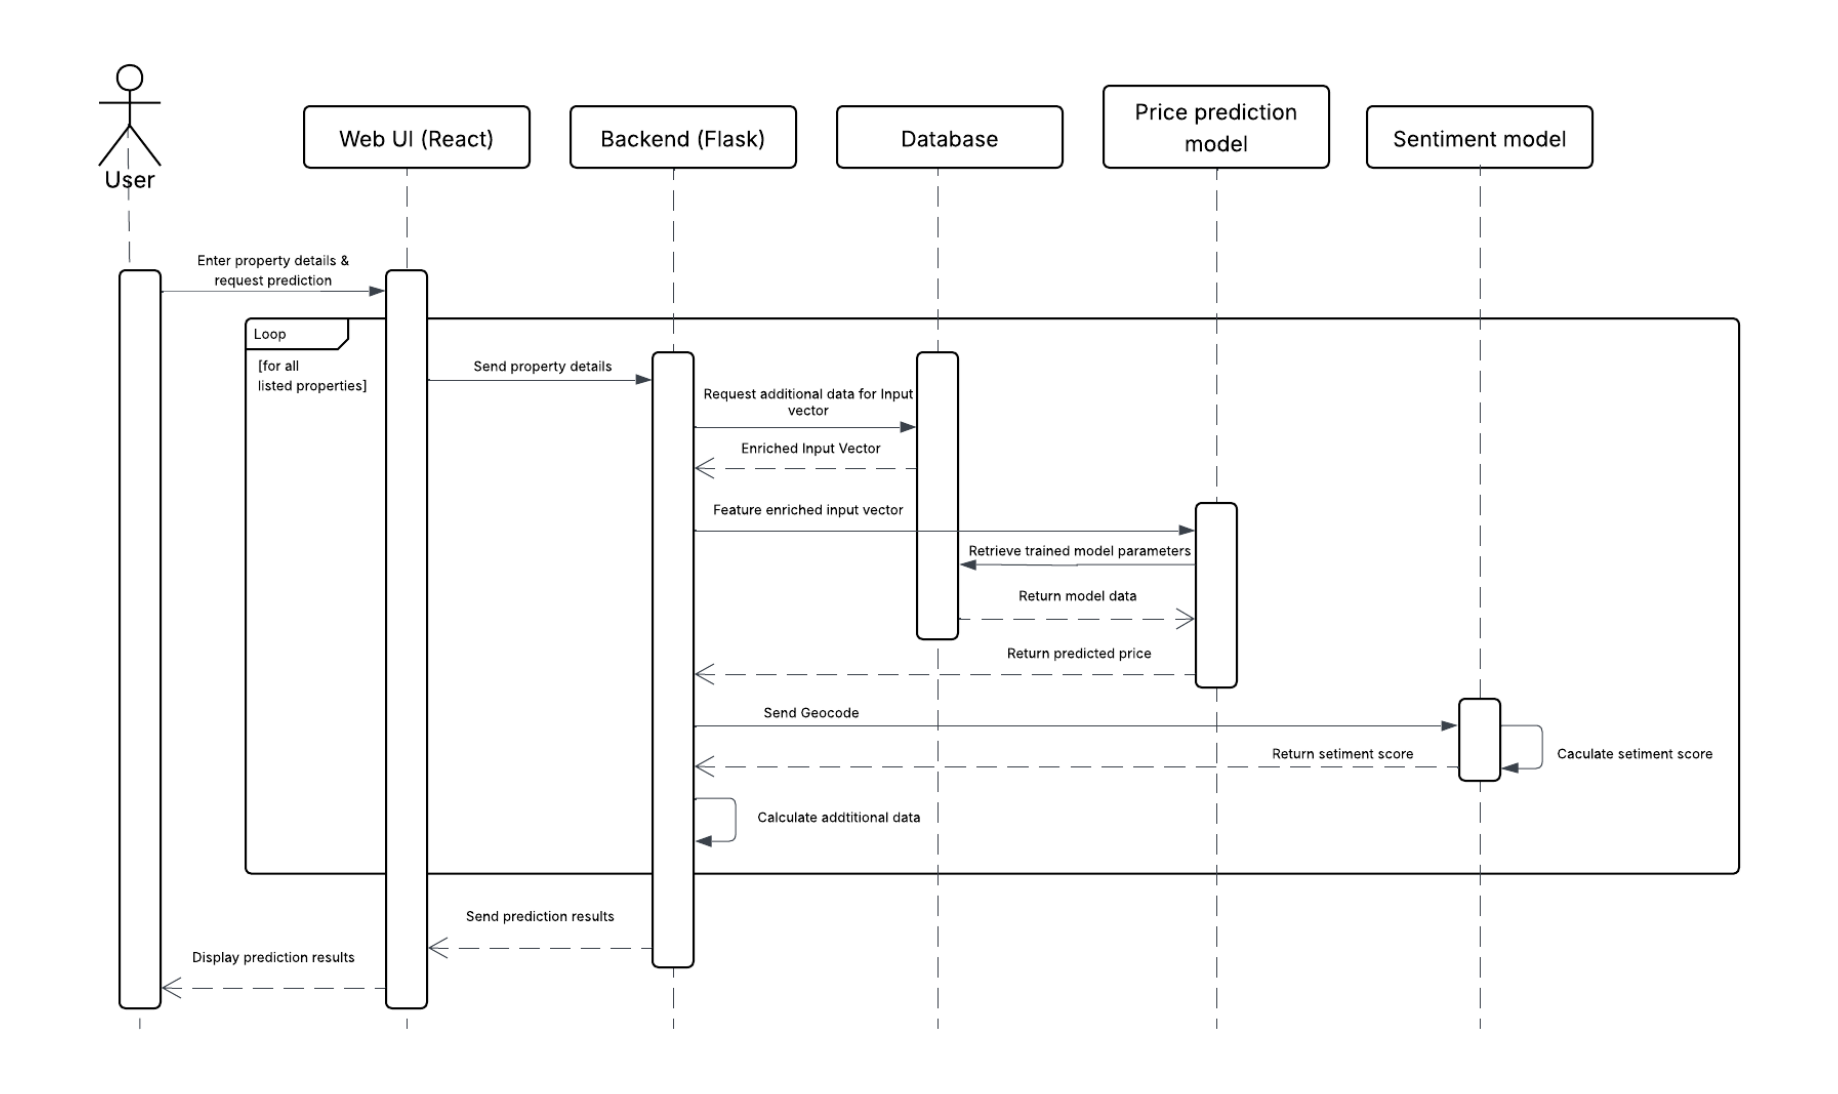 User
Web UI (React)
Backend (Flask)
Database
Price prediction
model
Sentiment model
Enter property details &
request prediction
Loop
[for all
listed properties]
Send property details
Request additional data for Input
vector
Enriched Input Vector
Feature enriched input vector
Retrieve trained model parameters
Return model data
Return predicted price
Send Geocode
Return setiment score
Caculate setiment score
Calculate addtitional data
Send prediction results
Display prediction results